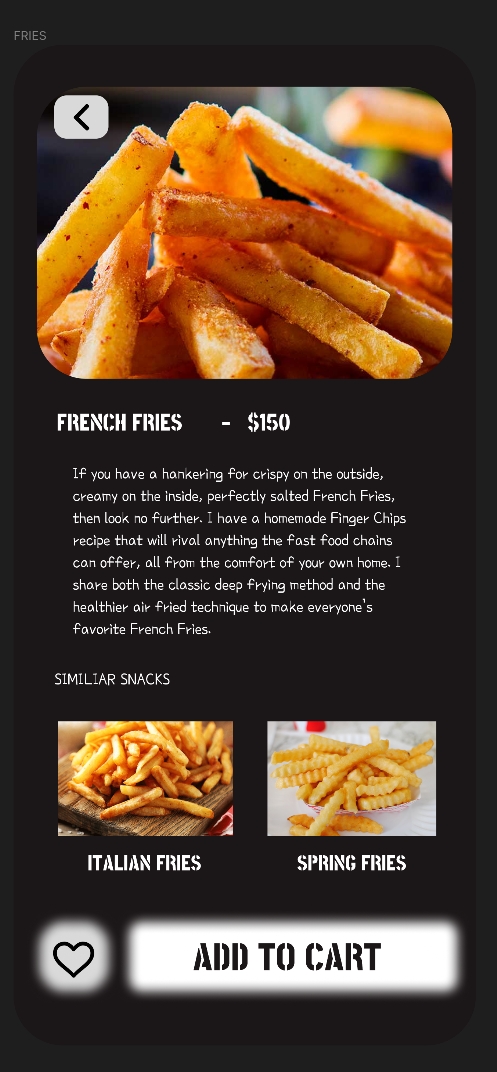 FRIES
FRENCH FRIES - $150
If you have a hankering for crispy on the outside,
creamy on the inside, perfectly salted French Fries,
then look no further. I have a homemade Finger Chips
recipe that will rival anything the fast food chains
can offer, all from the comfort of your own home. I
share both the classic deep frying method and the
healthier air fried technique to make everyone's
favorite French Fries.
SIMILIAR SNACKS
ITALIAN FRIES
SPRING FRIES
ADD TO CART